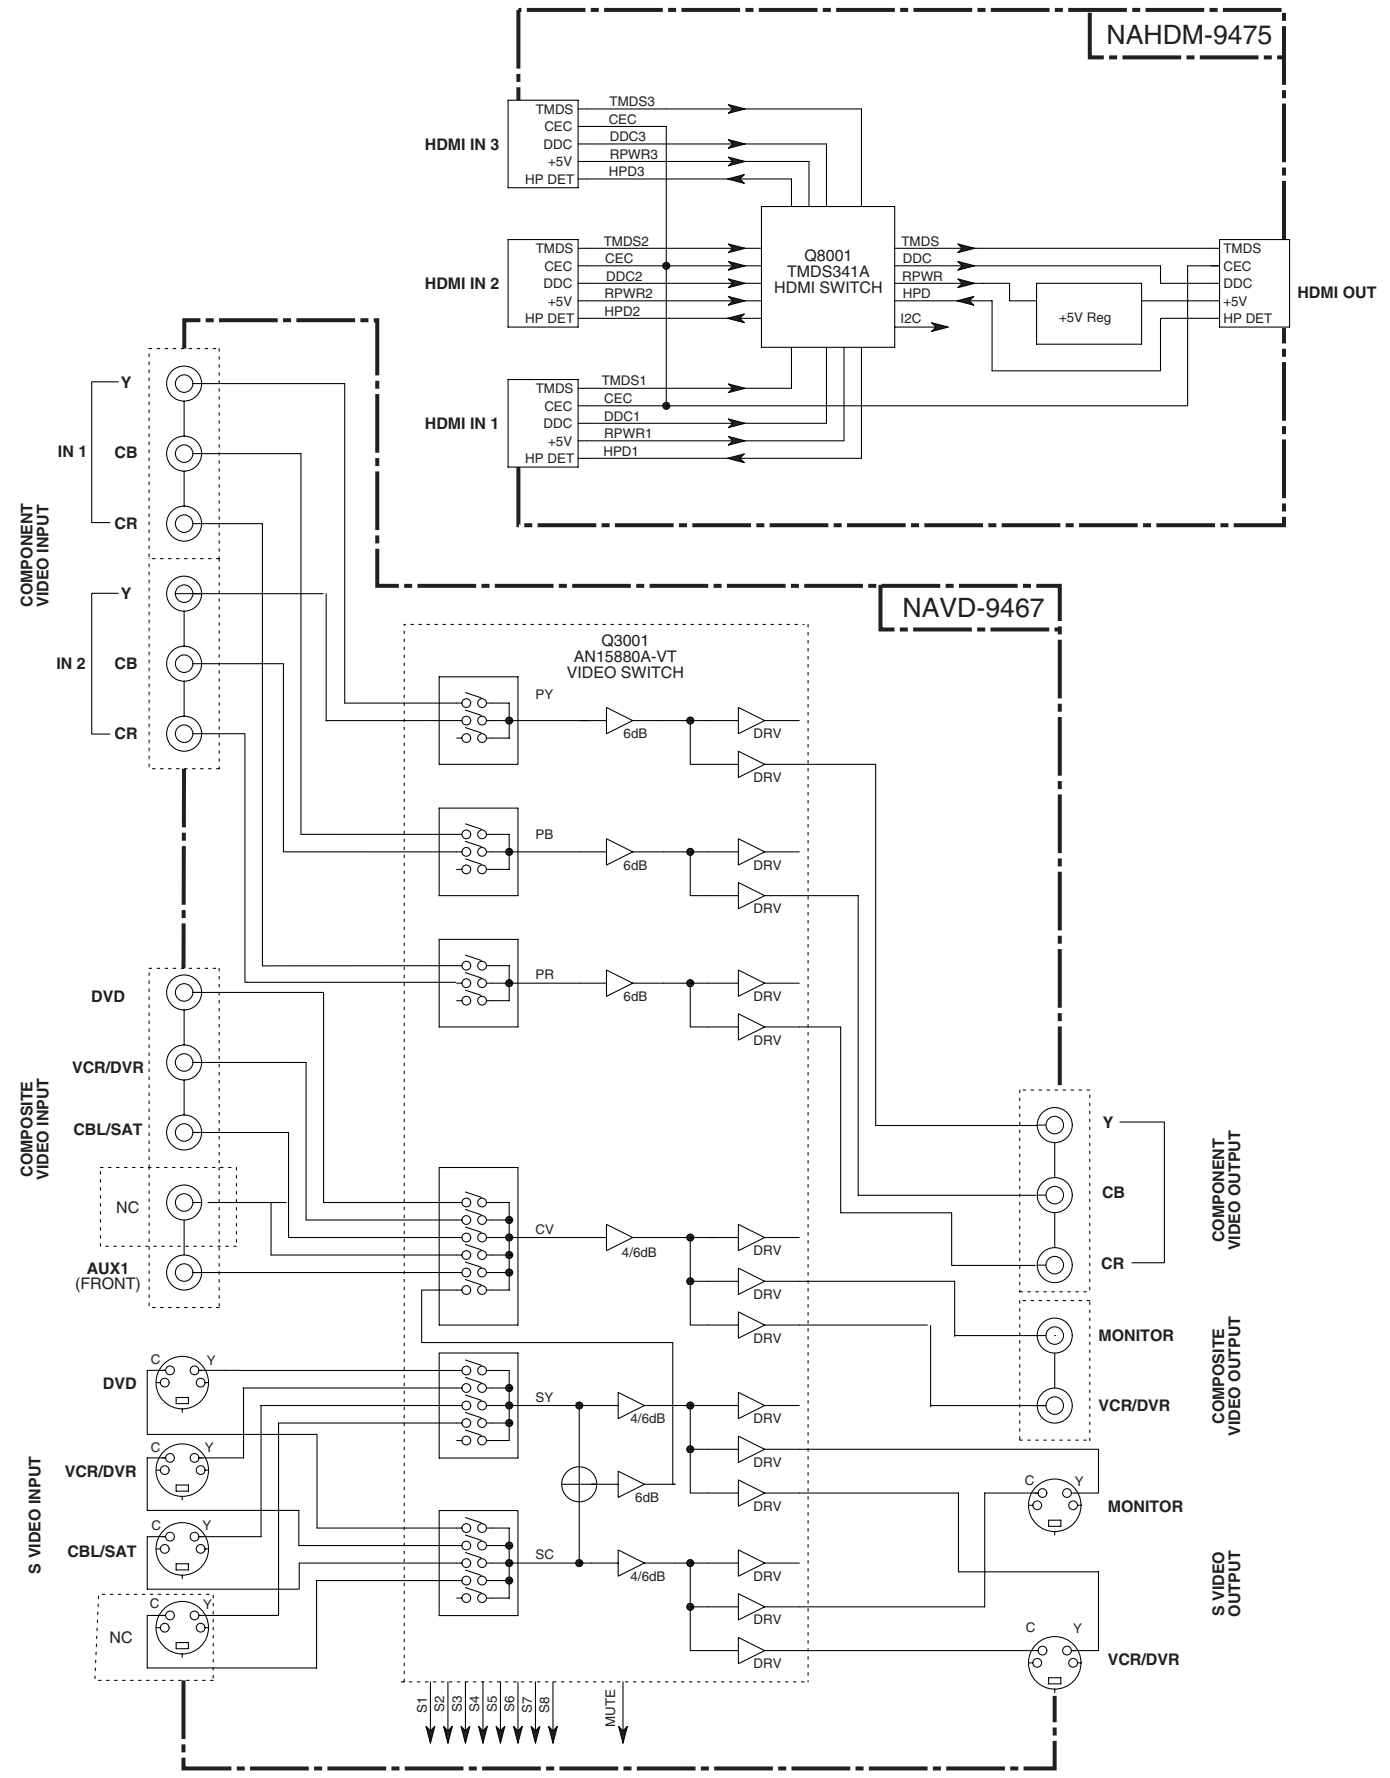 NAHDM-9475
HDMI IN 3
TMDS
CEC
DDC
+5V
HP DET
TMDS3
CEC
DDC3
RPWR3
HPD3
HDMI IN 2
TMDS
CEC
DDC
+5V
HP DET
TMDS2
CEC
DDC2
RPWR2
HPD2
Q8001
TMDS341A
HDMI SWITCH
TMDS
DDC
RPWR
HPD
I2C
+5V Reg
TMDS
CEC
DDC
+5V
HP DET
HDMI OUT
HDMI IN 1
TMDS
CEC
DDC
+5V
HP DET
TMDS1
CEC
DDC1
RPWR1
HPD1
NAVD-9467
COMPONENT
VIDEO INPUT
IN 1
Y
CB
CR
IN 2
Y
CB
CR
Q3001
AN15880A-VT
VIDEO SWITCH
PY
6dB
DRV
DRV
PB
6dB
DRV
DRV
PR
6dB
DRV
DRV
COMPOSITE
VIDEO INPUT
DVD
VCR/DVR
CBL/SAT
NC
AUX1
(FRONT)
CV
4/6dB
DRV
DRV
DRV
S VIDEO INPUT
DVD
C
Y
VCR/DVR
C
Y
CBL/SAT
C
Y
NC
C
Y
SY
4/6dB
DRV
DRV
DRV
6dB
SC
4/6dB
DRV
DRV
DRV
S1
S2
S3
S4
S5
S6
S7
S8
MUTE
Y
CB
CR
COMPONENT
VIDEO OUTPUT
MONITOR
VCR/DVR
COMPOSITE
VIDEO OUTPUT
C
Y
MONITOR
C
Y
VCR/DVR
S VIDEO
OUTPUT